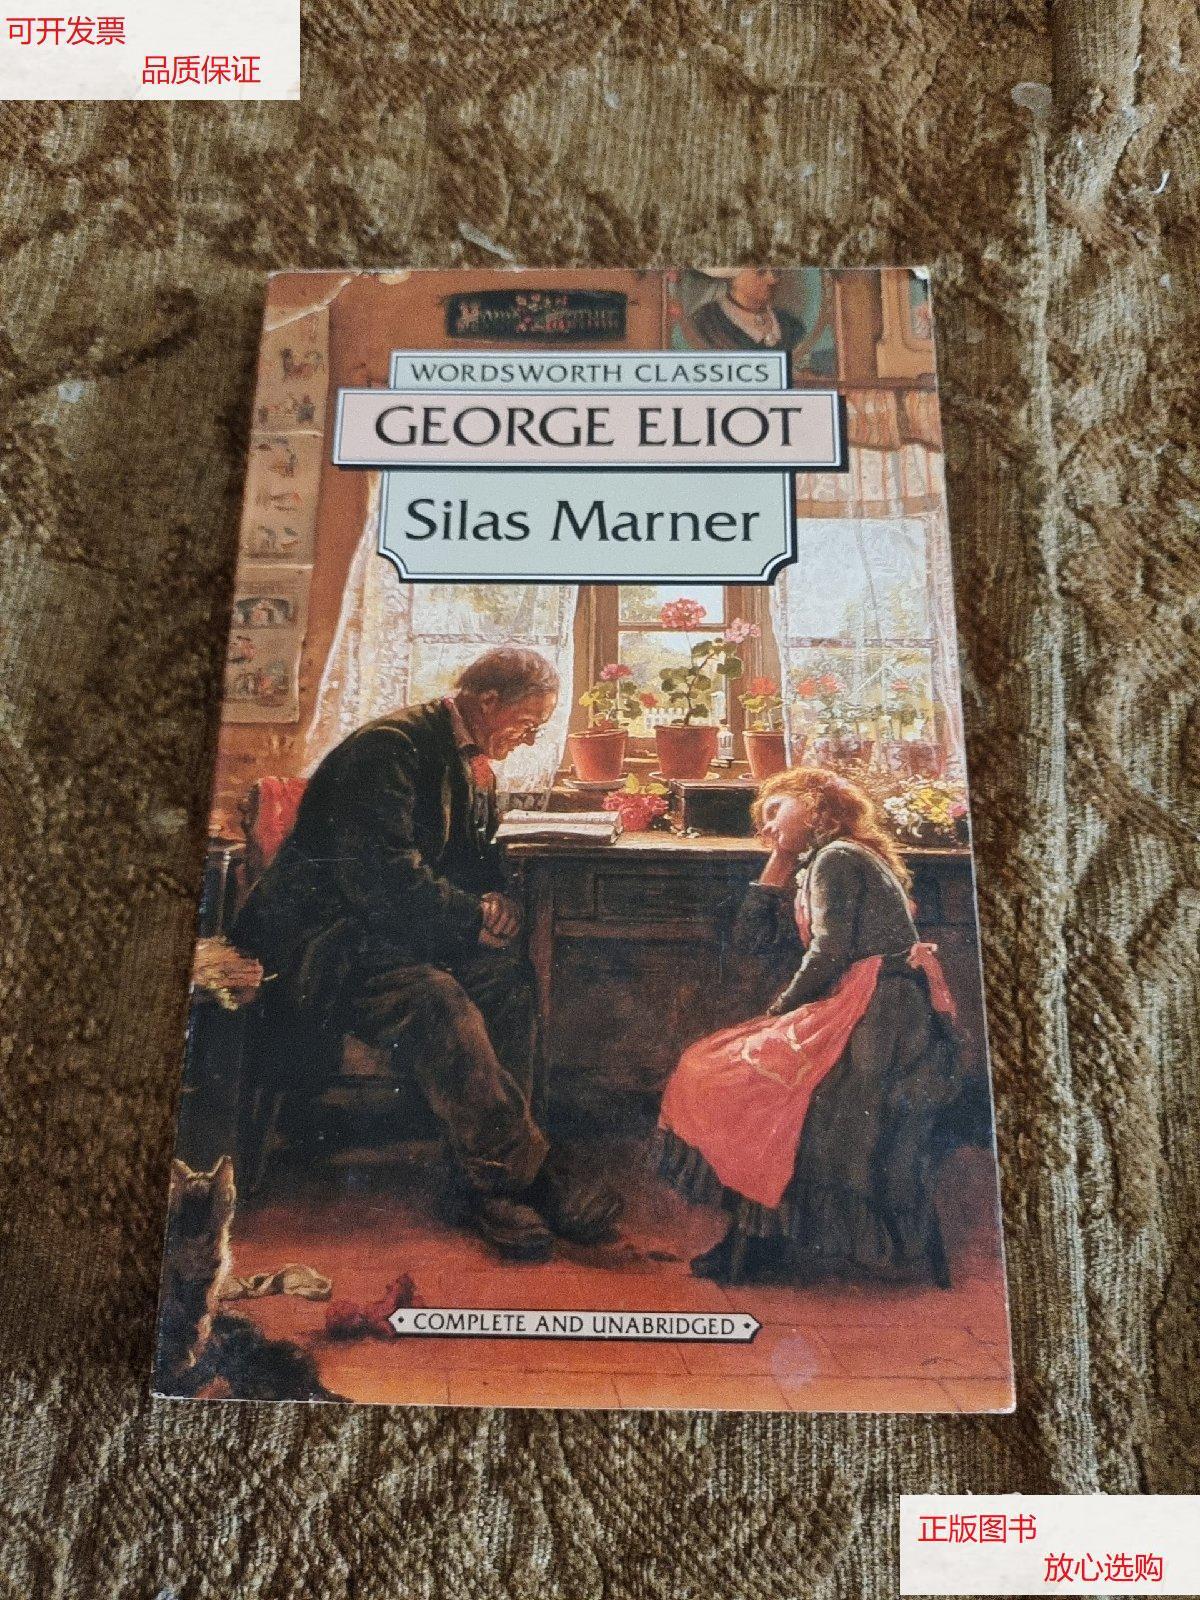 可开发票
品质保证
WORDSWORTH CLASSICS
GEORGE ELIOT
Silas Marner
COMPLETE AND UNABRIDGED
正版图书
放心选购